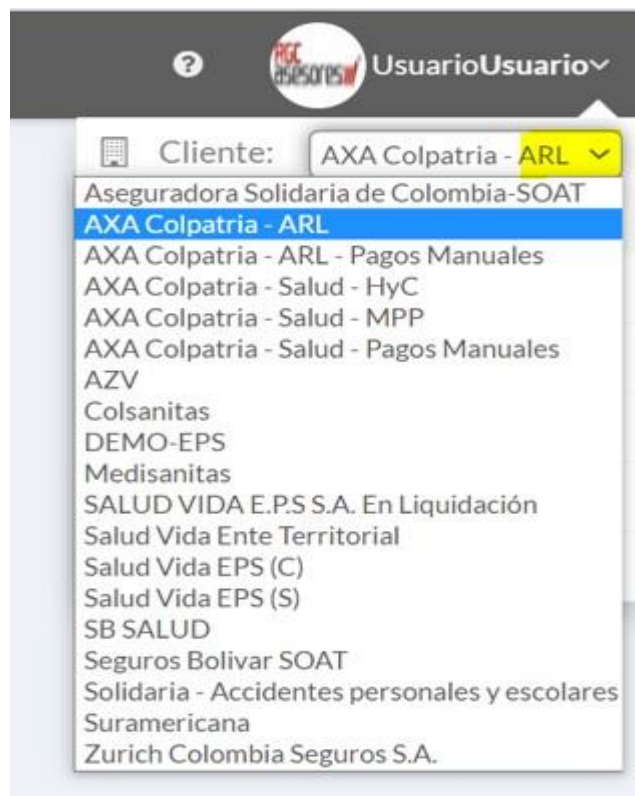 AGC
asesores
UsuarioUsuario
Cliente: AXA Colpatria - ARL
Aseguradora Solidaria de Colombia-SOAT
AXA Colpatria - ARL
AXA Colpatria - ARL - Pagos Manuales
AXA Colpatria - Salud - HyC
AXA Colpatria - Salud - MPP
AXA Colpatria - Salud - Pagos Manuales
AZV
Colsanitas
DEMO-EPS
Medisanitas
SALUD VIDA E.P.S S.A. En Liquidación
Salud Vida Ente Territorial
Salud Vida EPS (C)
Salud Vida EPS (S)
SB SALUD
Seguros Bolivar SOAT
Solidaria - Accidentes personales y escolares
Suramericana
Zurich Colombia Seguros S.A.